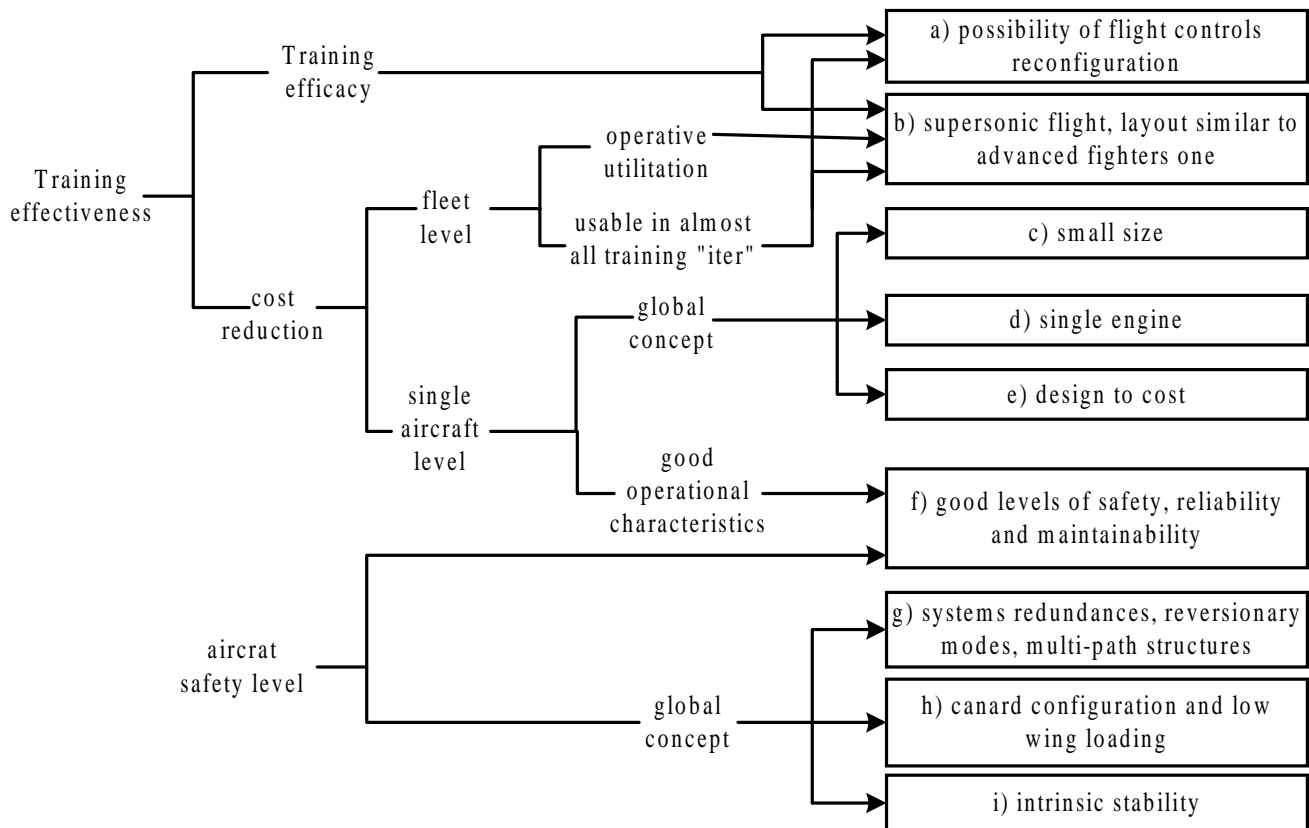 Training
efficacy
a) possibility of flight controls
reconfiguration
b) supersonic flight, layout similar to
advanced fighters one
operative
utilitation
Training
effectiveness
fleet
level
usable in almost
all training "iter"
c) small size
cost
reduction
global
concept
d) single engine
single
aircraft
level
e) design to cost
good
operational
characteristics
f) good levels of safety, reliability
and maintainability
g) systems redundances, reversionary
modes, multi-path structures
aircrat
safety level
global
concept
h) canard configuration and low
wing loading
i) intrinsic stability